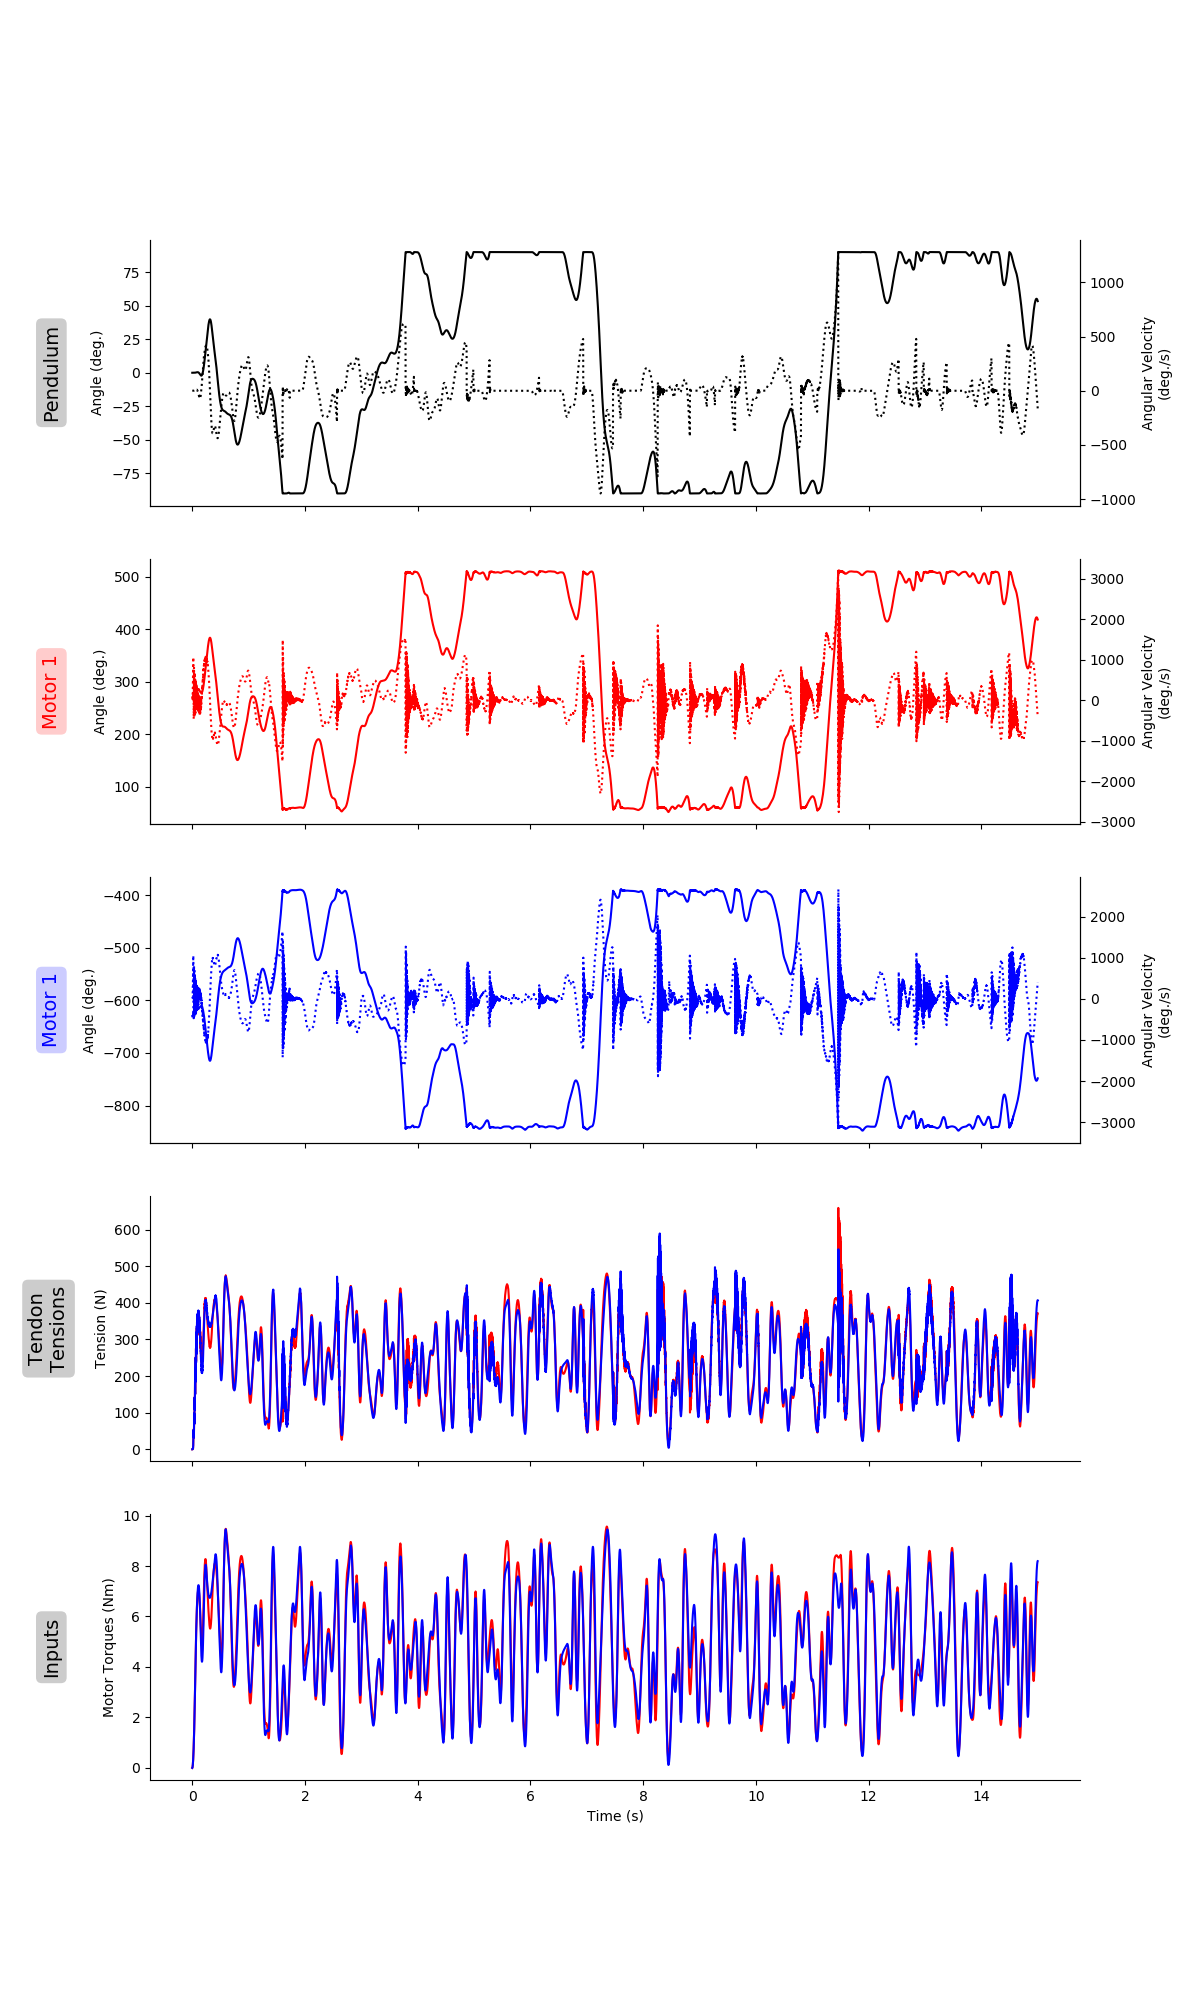 Pendulum
Angle (deg.)
75
50
25
0
−25
−50
−75
1000
500
0
−500
−1000
Angular Velocity
(deg./s)
Motor 1
Angle (deg.)
500
400
300
200
100
3000
2000
1000
0
−1000
−2000
−3000
Angular Velocity
(deg./s)
Motor 1
Angle (deg.)
−400
−500
−600
−700
−800
2000
1000
0
−1000
−2000
−3000
Angular Velocity
(deg./s)
Tendon
Tensions
Tension (N)
600
500
400
300
200
100
0
Inputs
Motor Torques (Nm)
10
8
6
4
2
0
0 2 4 6 8 10 12 14
Time (s)